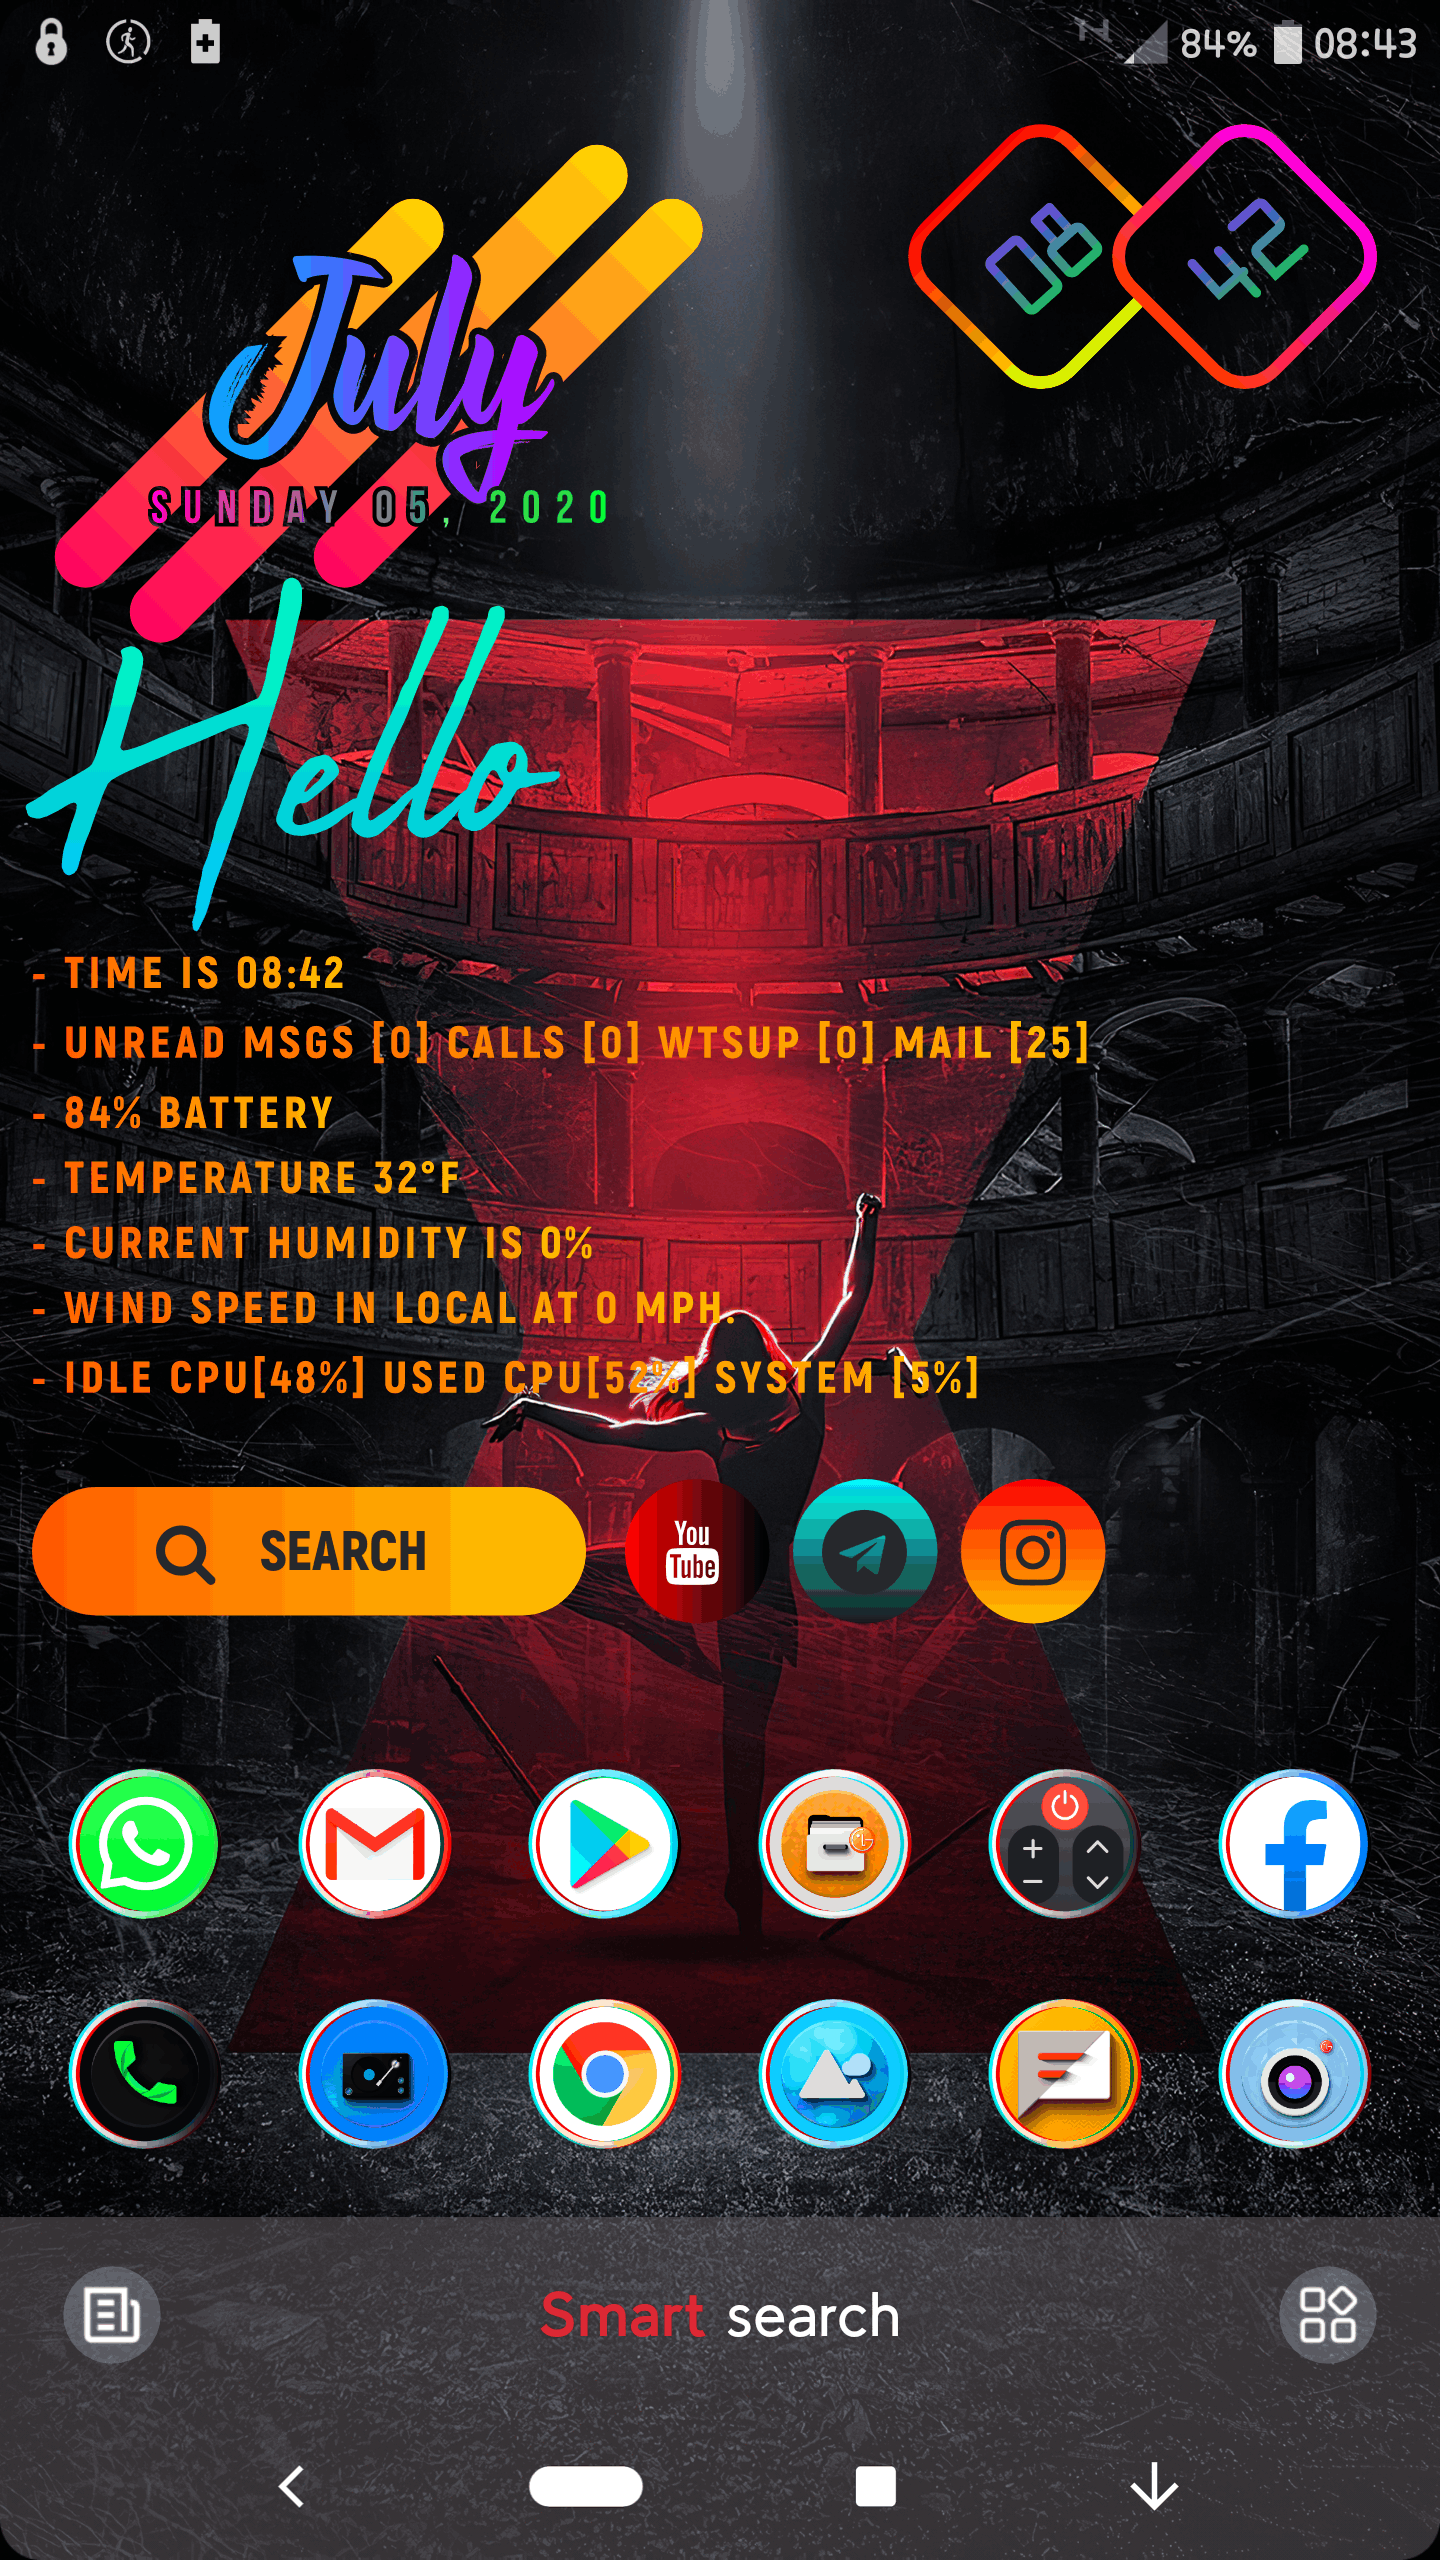 84% 08:43
08 42
July
SUNDAY 05, 2020
Hello
- TIME IS 08:42
- UNREAD MSGS [0] CALLS [0] WTSUP [0] MAIL [25]
- 84% BATTERY
- TEMPERATURE 32°F
- CURRENT HUMIDITY IS 0%
- WIND SPEED IN LOCAL AT 0 MPH.
- IDLE CPU[48%] USED CPU[52%] SYSTEM [5%]
SEARCH
You
Tube
Smart search